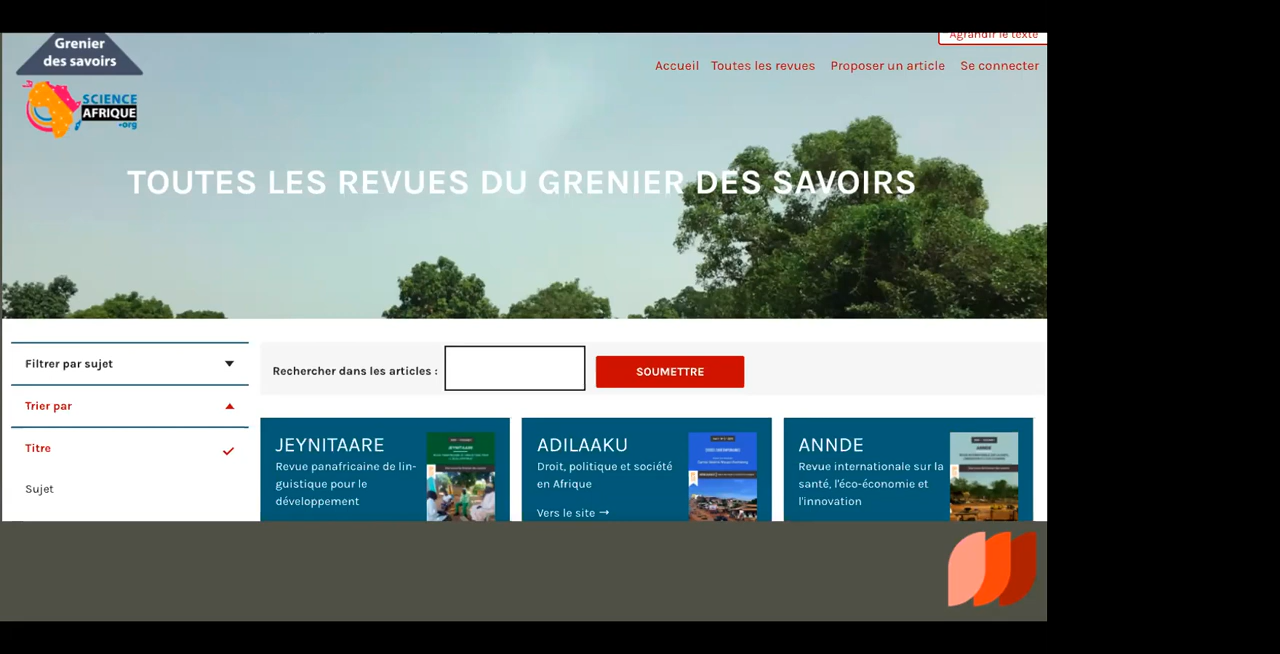 Grenier
des savoirs
SCIENCE
AFRIQUE
.org
Agrandir le texte
Accueil Toutes les revues Proposer un article Se connecter
TOUTES LES REVUES DU GRENIER DES SAVOIRS
Filtrer par sujet
Trier par
Titre
Sujet
Rechercher dans les articles :
SOUMETTRE
JEYNITAARE
Revue panafricaine de lin-
guistique pour le
développement
JEYNITAARE
ADILAAKU
Droit, politique et société
en Afrique
Vers le site →
ANNDE
Revue internationale sur la
santé, l'éco-économie et
l'innovation
ANNDE